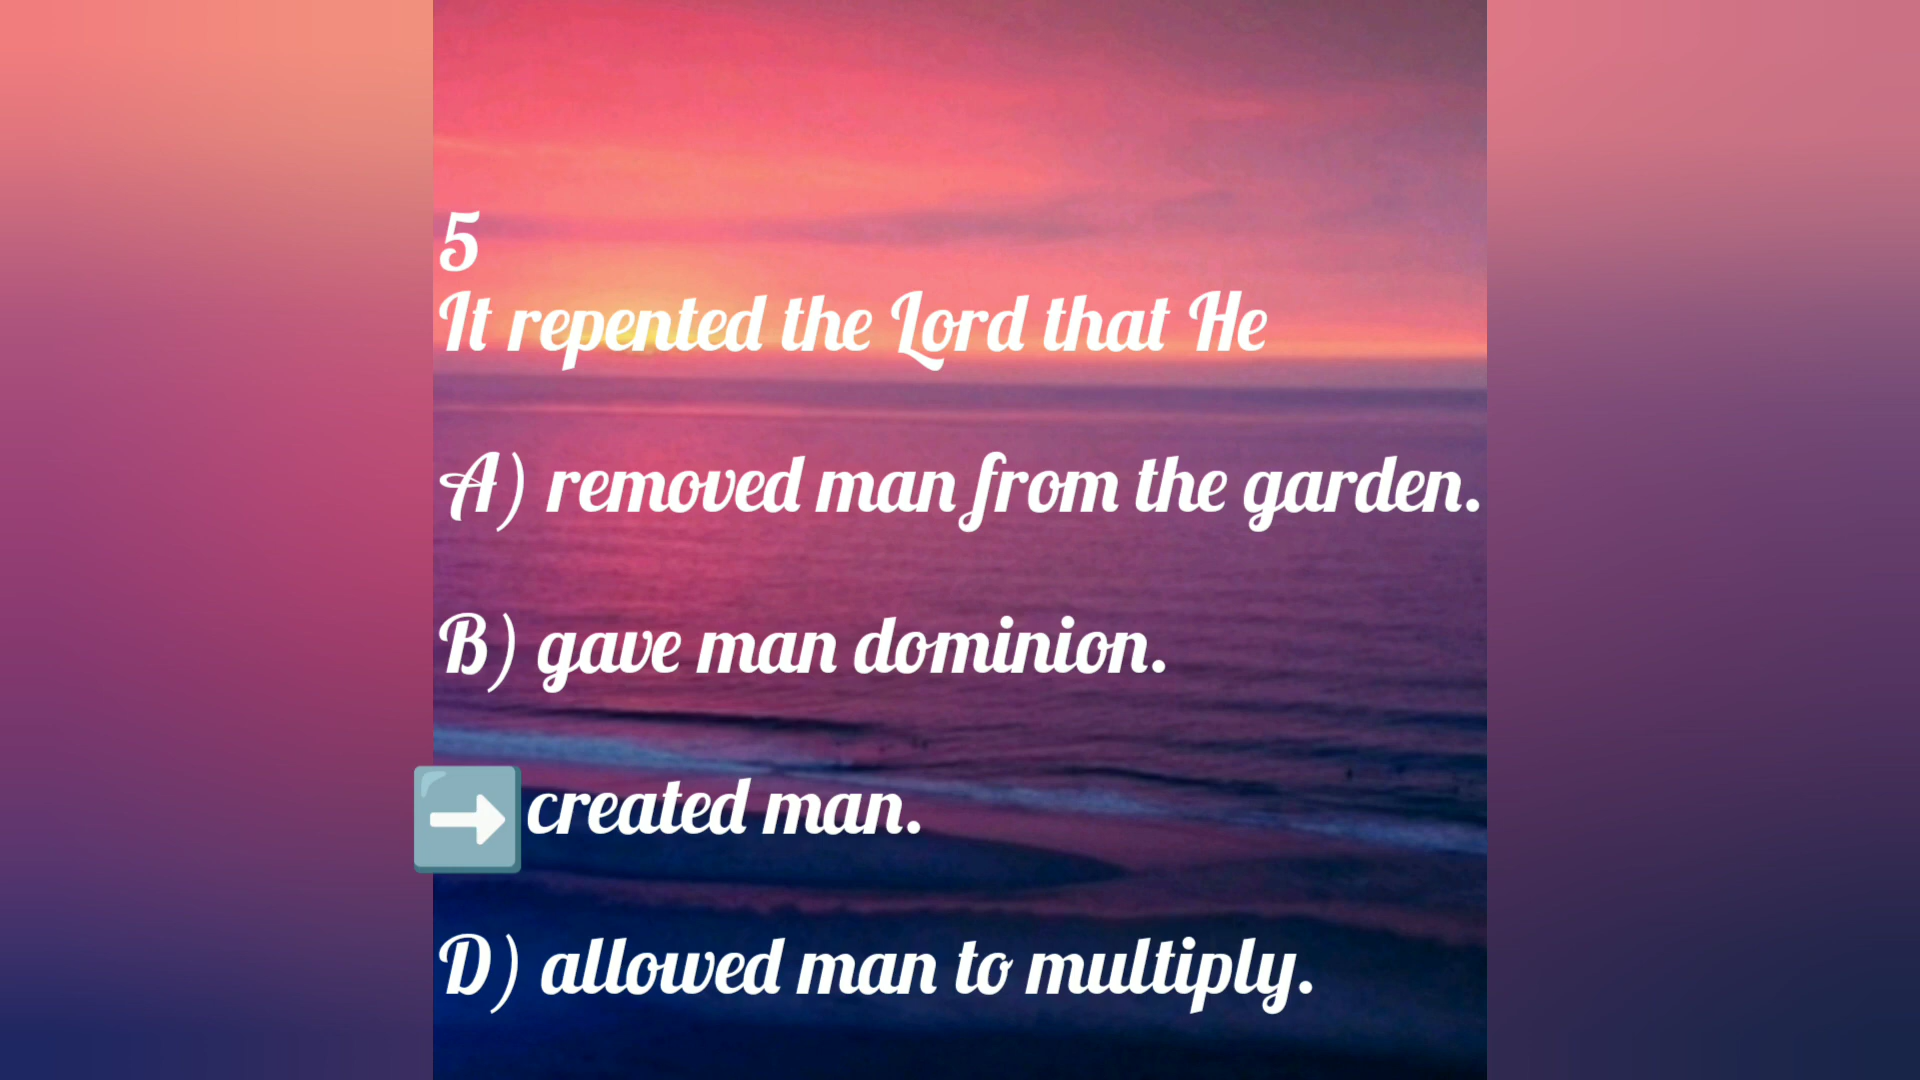 5
It repented the Lord that He
A) removed man from the garden.
B) gave man dominion.
➡️ created man.
D) allowed man to multiply.